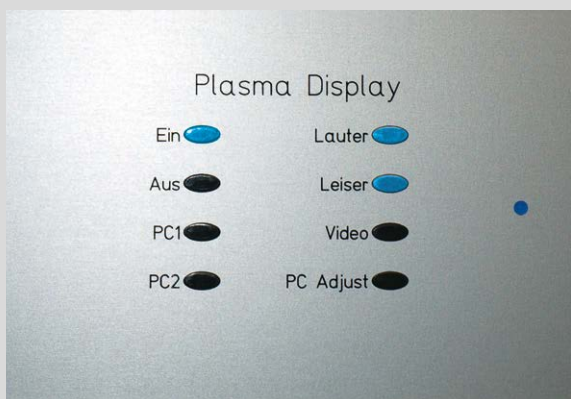 Plasma Display
Ein Lauter
Aus Leiser
PC1 Video
PC2 PC Adjust